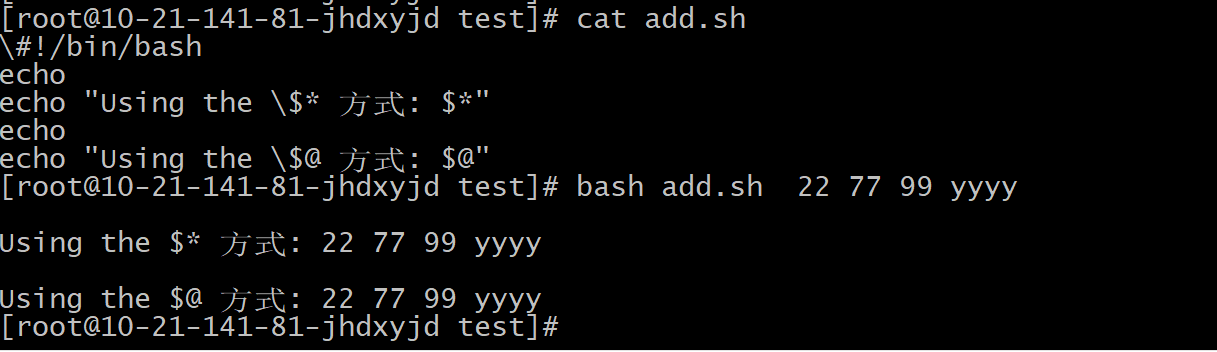 [root@10-21-141-81-jhdxyjd test]# cat add.sh
\#!/bin/bash
echo
echo "Using the \$* 方式: $*"
echo
echo "Using the \$@ 方式: $@"
[root@10-21-141-81-jhdxyjd test]# bash add.sh  22 77 99 yyyy

Using the $* 方式: 22 77 99 yyyy

Using the $@ 方式: 22 77 99 yyyy
[root@10-21-141-81-jhdxyjd test]#